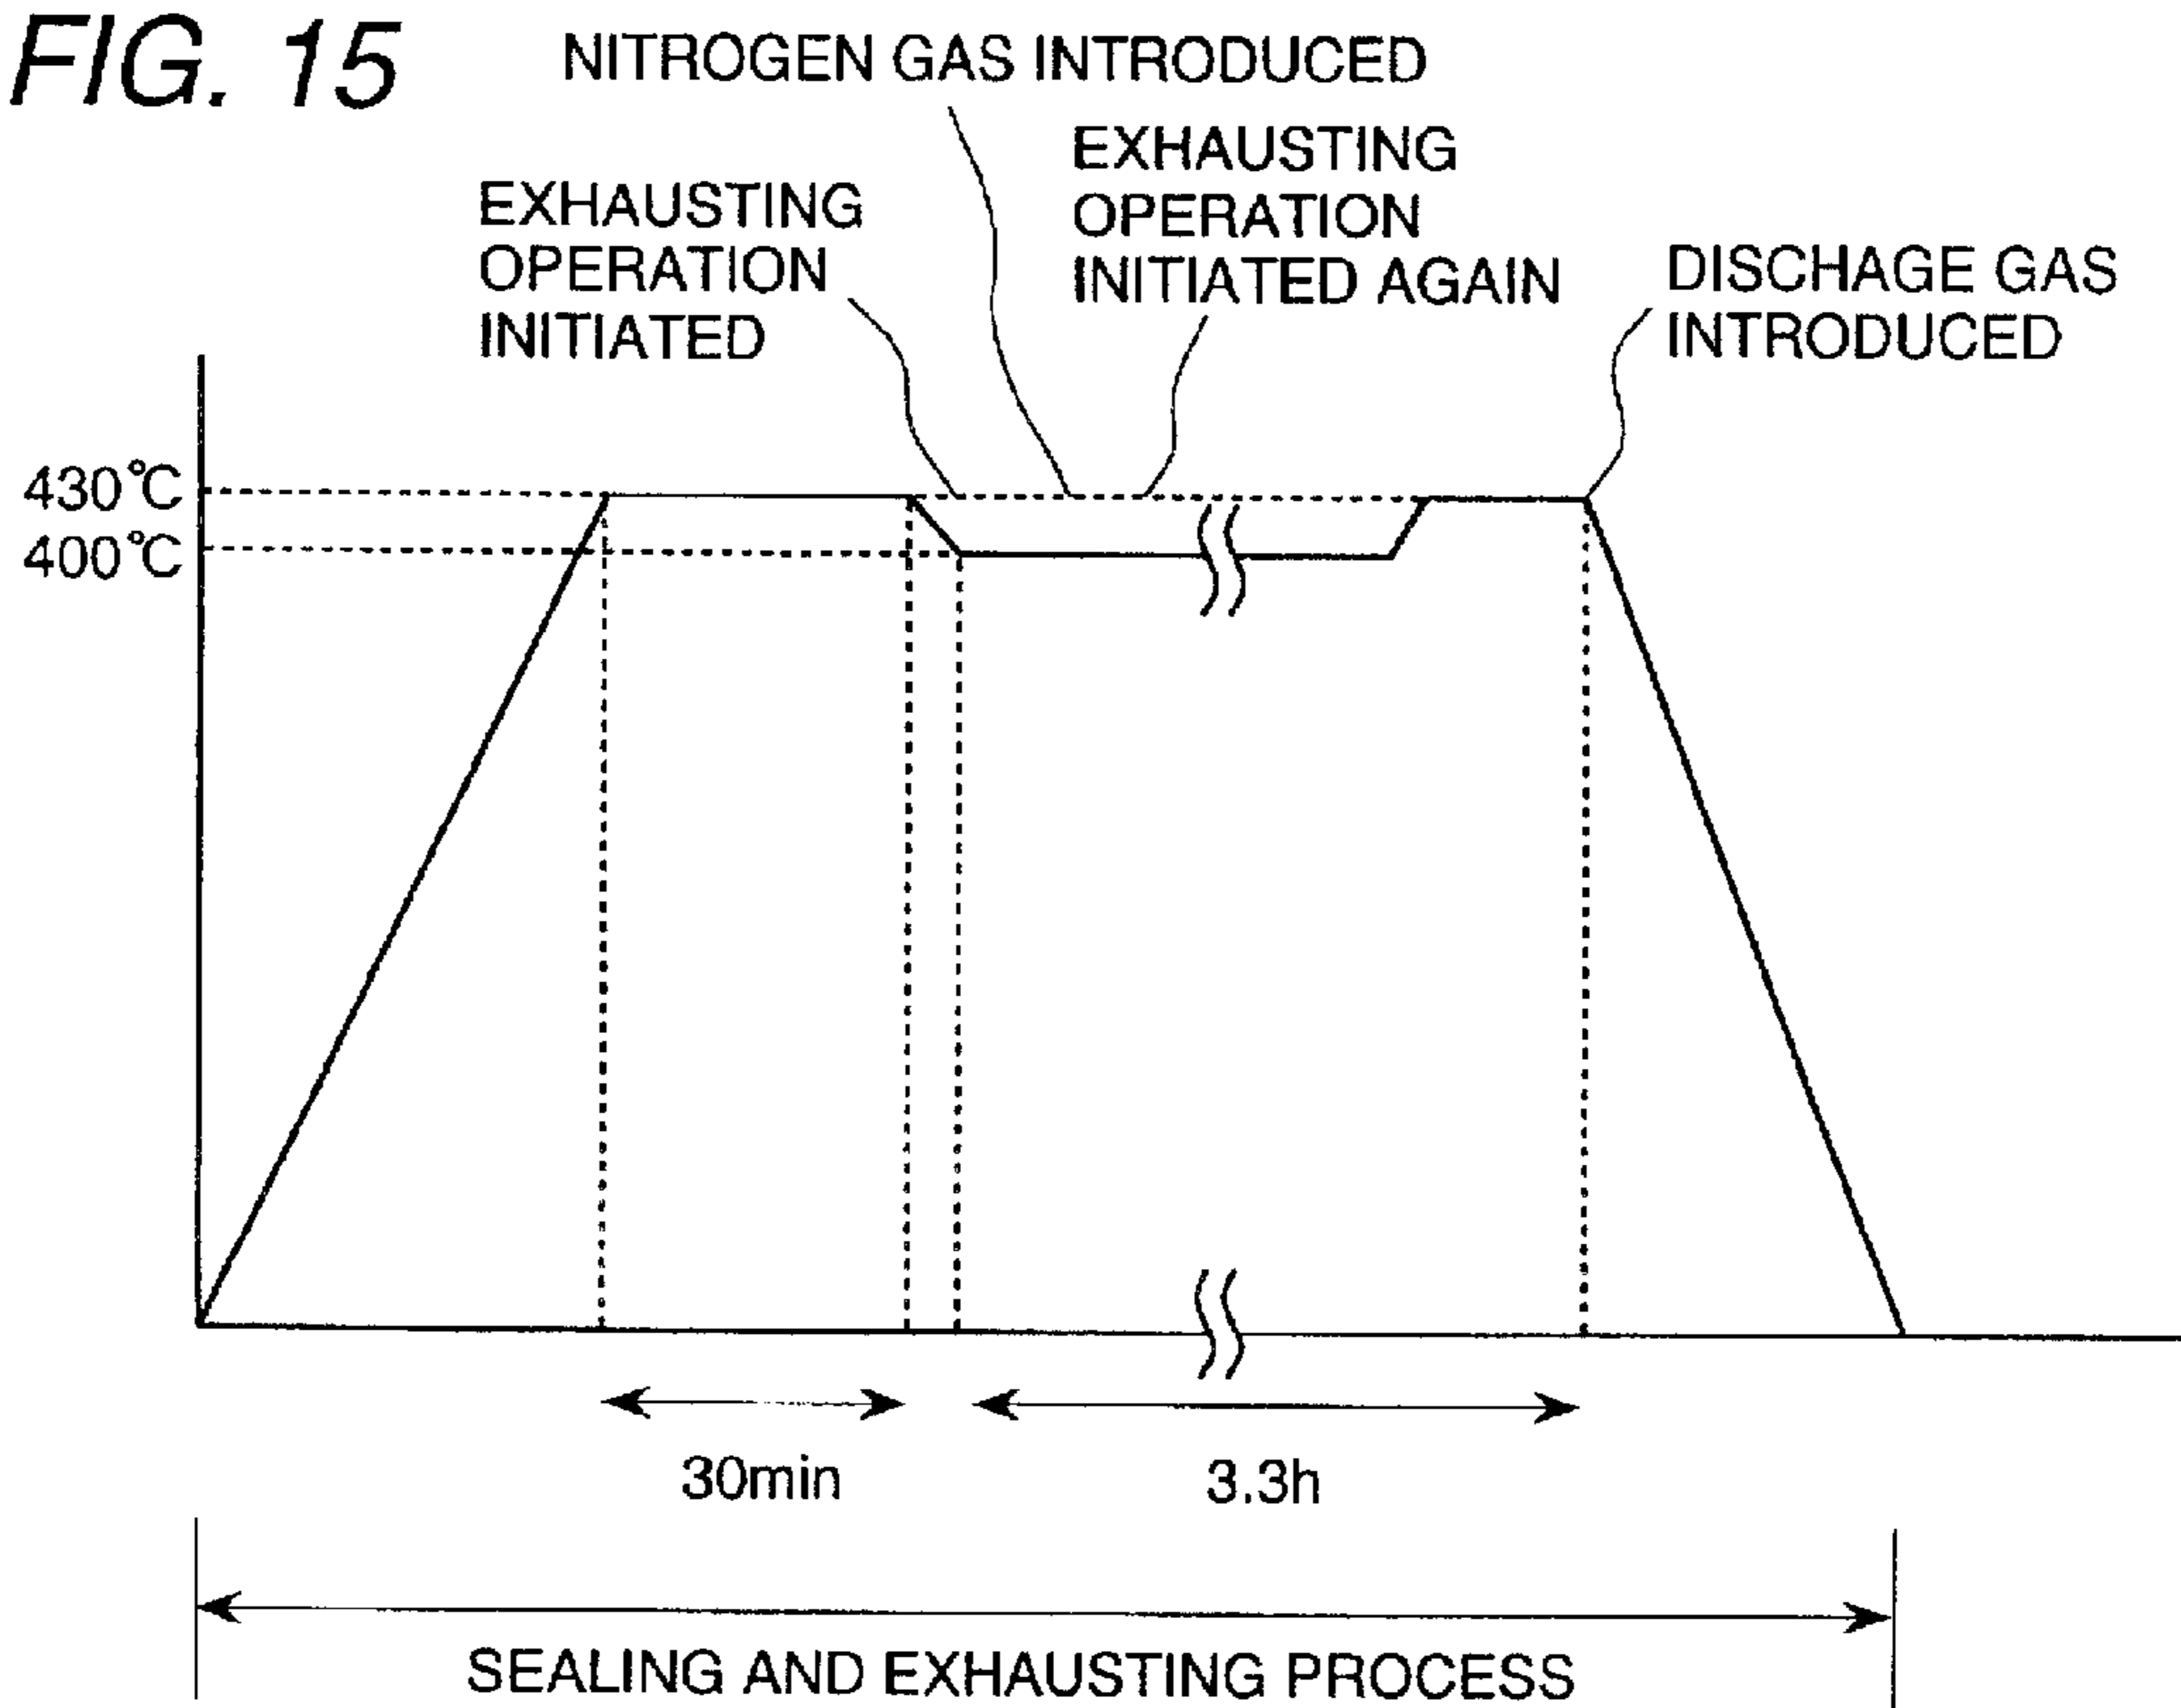 FIG. 15
NITROGEN GAS INTRODUCED
EXHAUSTING
OPERATION
INITIATED
EXHAUSTING
OPERATION
INITIATED AGAIN
DISCHAGE GAS
INTRODUCED
430°C
400°C
30min
3.3h
SEALING AND EXHAUSTING PROCESS